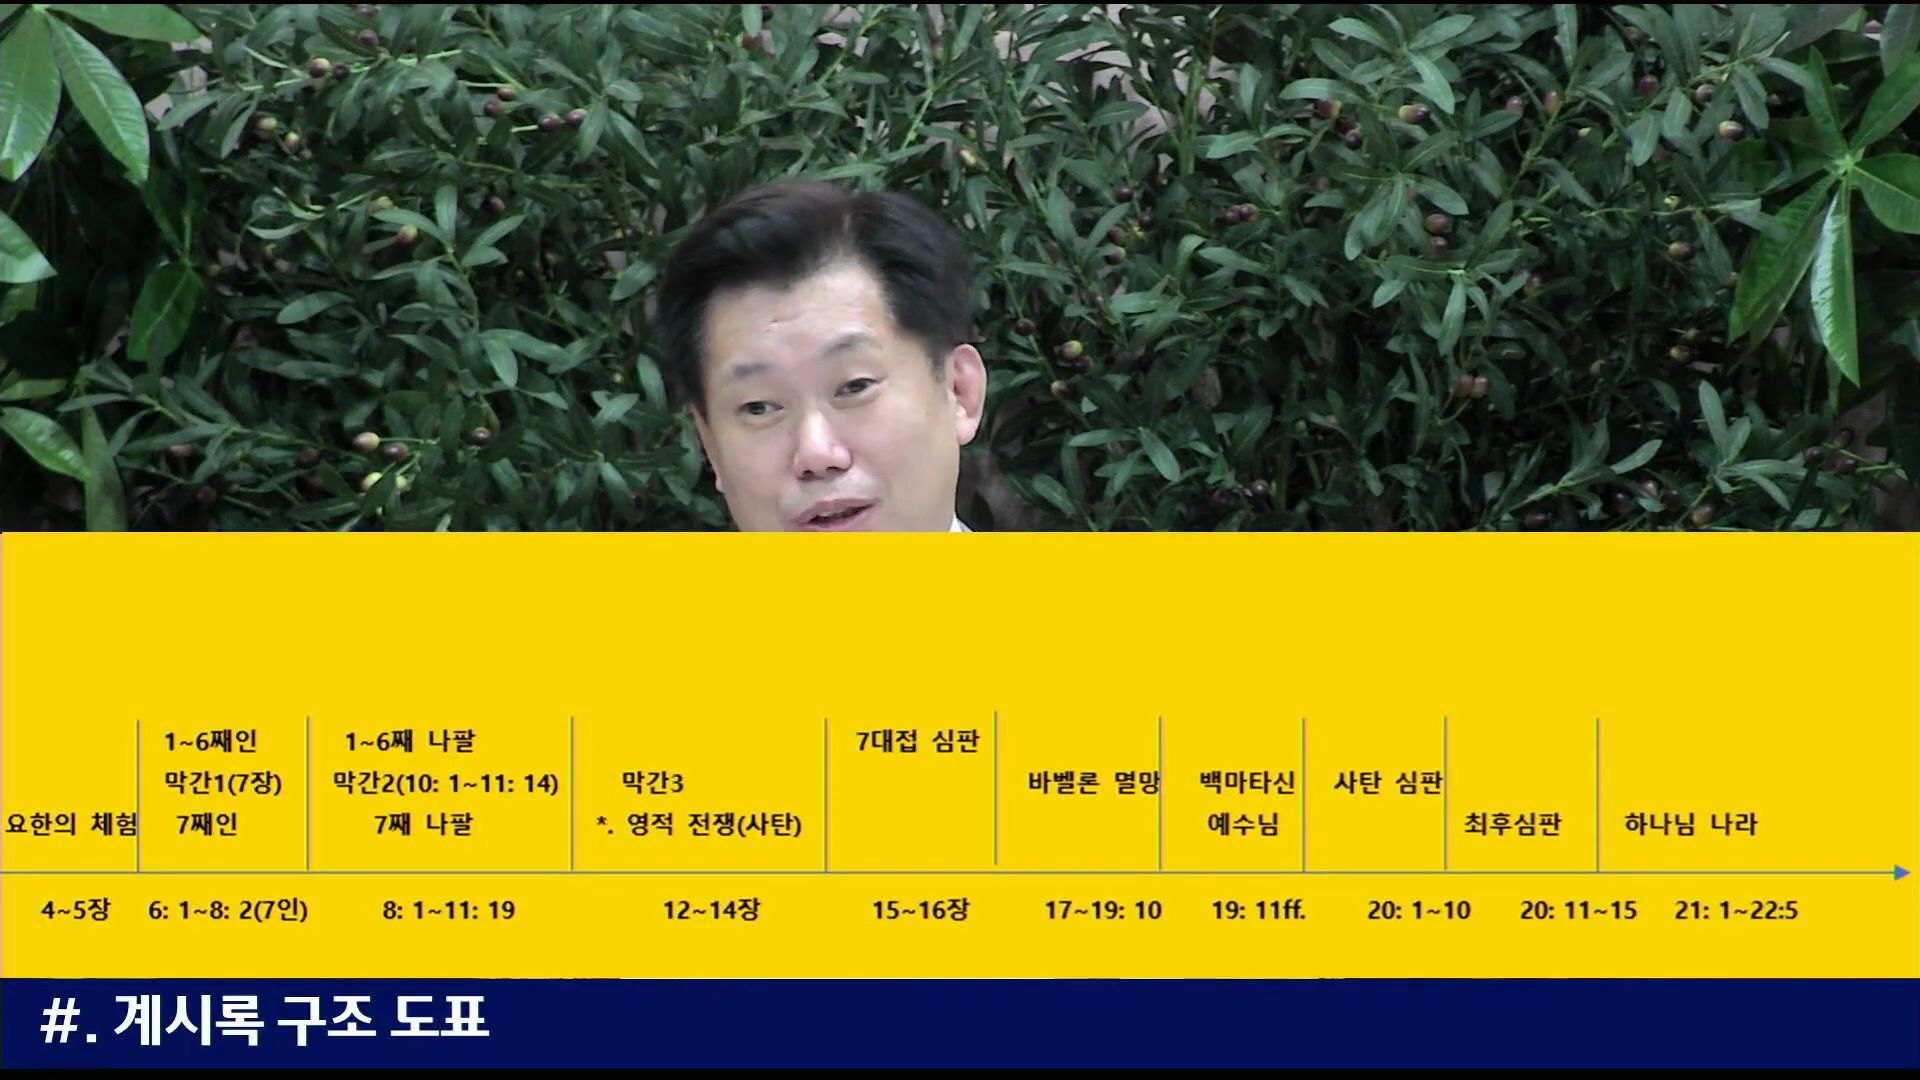 1~6째인 1~6째 나팔 7대접 심판
막간1(7장) 막간2(10: 1~11: 14) 막간3 바벨론 멸망 백마타신 사탄 심판
요한의 체험 7째인 7째 나팔 *. 영적 전쟁(사탄) 예수님 최후심판 하나님 나라
4~5장 6: 1~8: 2(7인) 8: 1~11: 19 12~14장 15~16장 17~19: 10 19: 11ff. 20: 1~10 20: 11~15 21: 1~22:5
#. 계시록 구조 도표